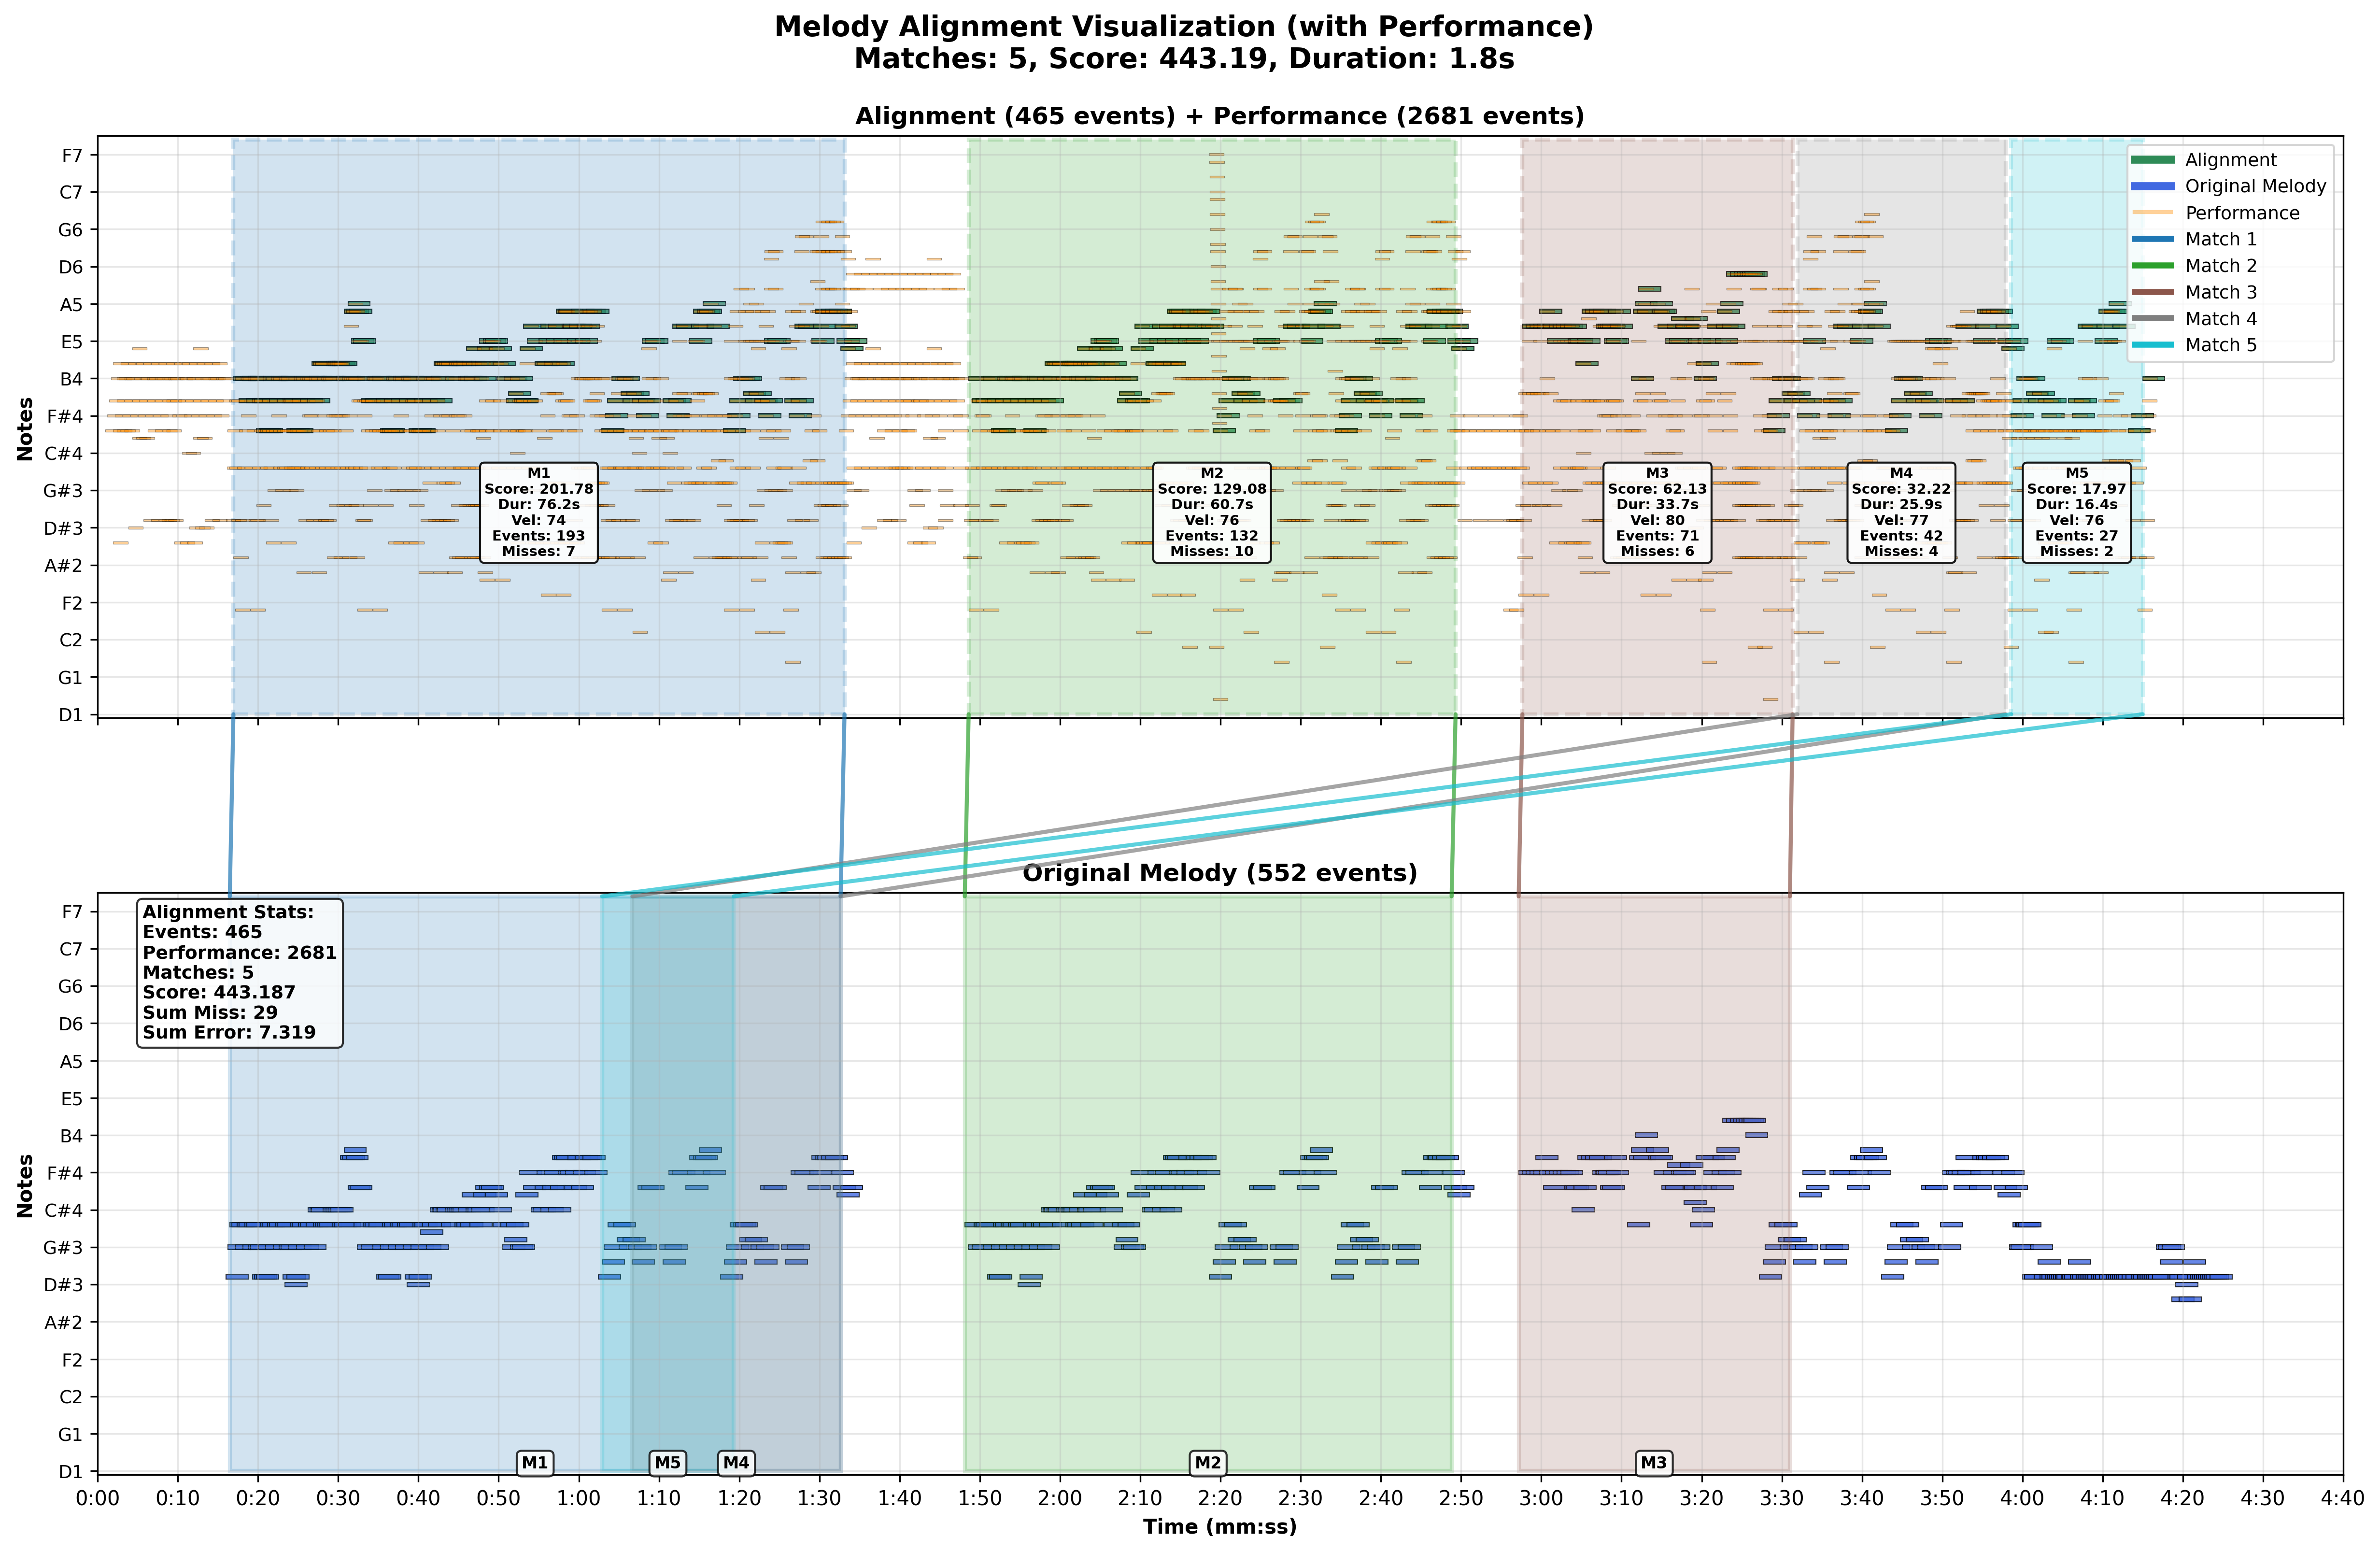 Melody Alignment Visualization (with Performance)
Matches: 5, Score: 443.19, Duration: 1.8s
Alignment (465 events) + Performance (2681 events)
Notes
F7
C7
G6
D6
A5
E5
B4
F#4
C#4
G#3
D#3
A#2
F2
C2
G1
D1
Alignment
Original Melody
Performance
Match 1
Match 2
Match 3
Match 4
Match 5
M1
Score: 201.78
Dur: 76.2s
Vel: 74
Events: 193
Misses: 7
M2
Score: 129.08
Dur: 60.7s
Vel: 76
Events: 132
Misses: 10
M3
Score: 62.13
Dur: 33.7s
Vel: 80
Events: 71
Misses: 6
M4
Score: 32.22
Dur: 25.9s
Vel: 77
Events: 42
Misses: 4
M5
Score: 17.97
Dur: 16.4s
Vel: 76
Events: 27
Misses: 2
Original Melody (552 events)
Notes
F7
C7
G6
D6
A5
E5
B4
F#4
C#4
G#3
D#3
A#2
F2
C2
G1
D1
Alignment Stats:
Events: 465
Performance: 2681
Matches: 5
Score: 443.187
Sum Miss: 29
Sum Error: 7.319
M1 M5 M4 M2 M3
0:00 0:10 0:20 0:30 0:40 0:50 1:00 1:10 1:20 1:30 1:40 1:50 2:00 2:10 2:20 2:30 2:40 2:50 3:00 3:10 3:20 3:30 3:40 3:50 4:00 4:10 4:20 4:30 4:40
Time (mm:ss)